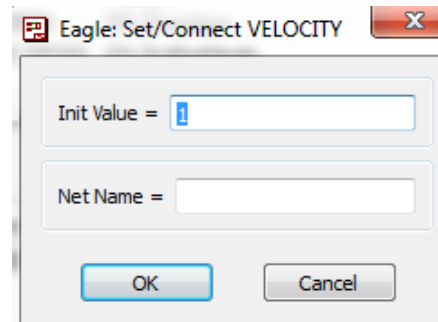 Eagle: Set/Connect VELOCITY
Init Value = 1
Net Name =
OK Cancel